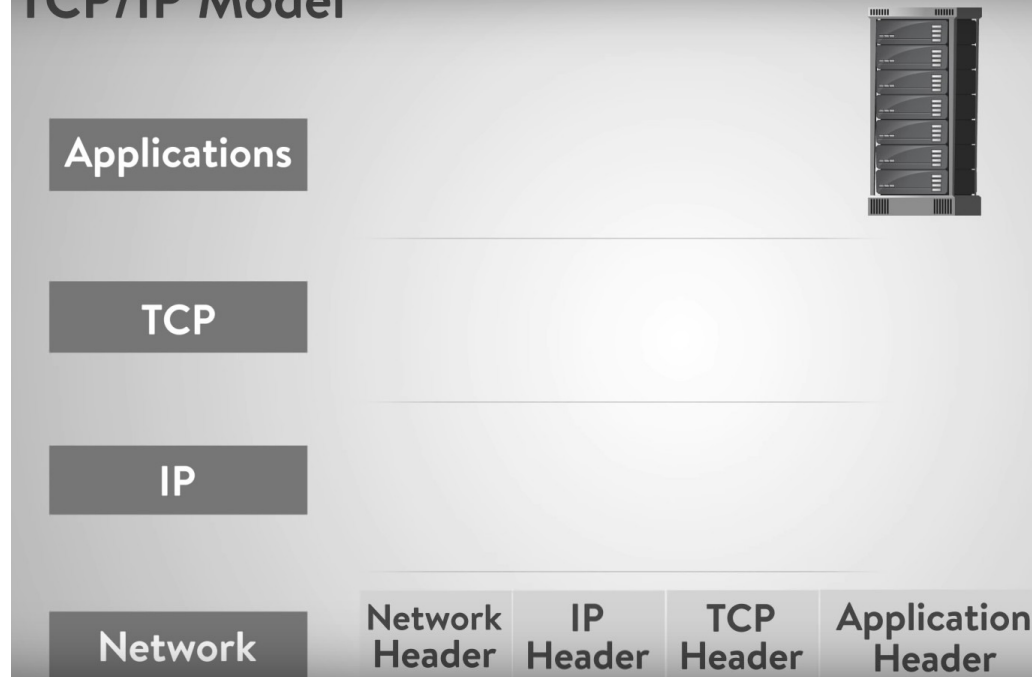 TCP/IP Model
Applications
TCP
IP
Network
Network Header
IP Header
TCP Header
Application Header